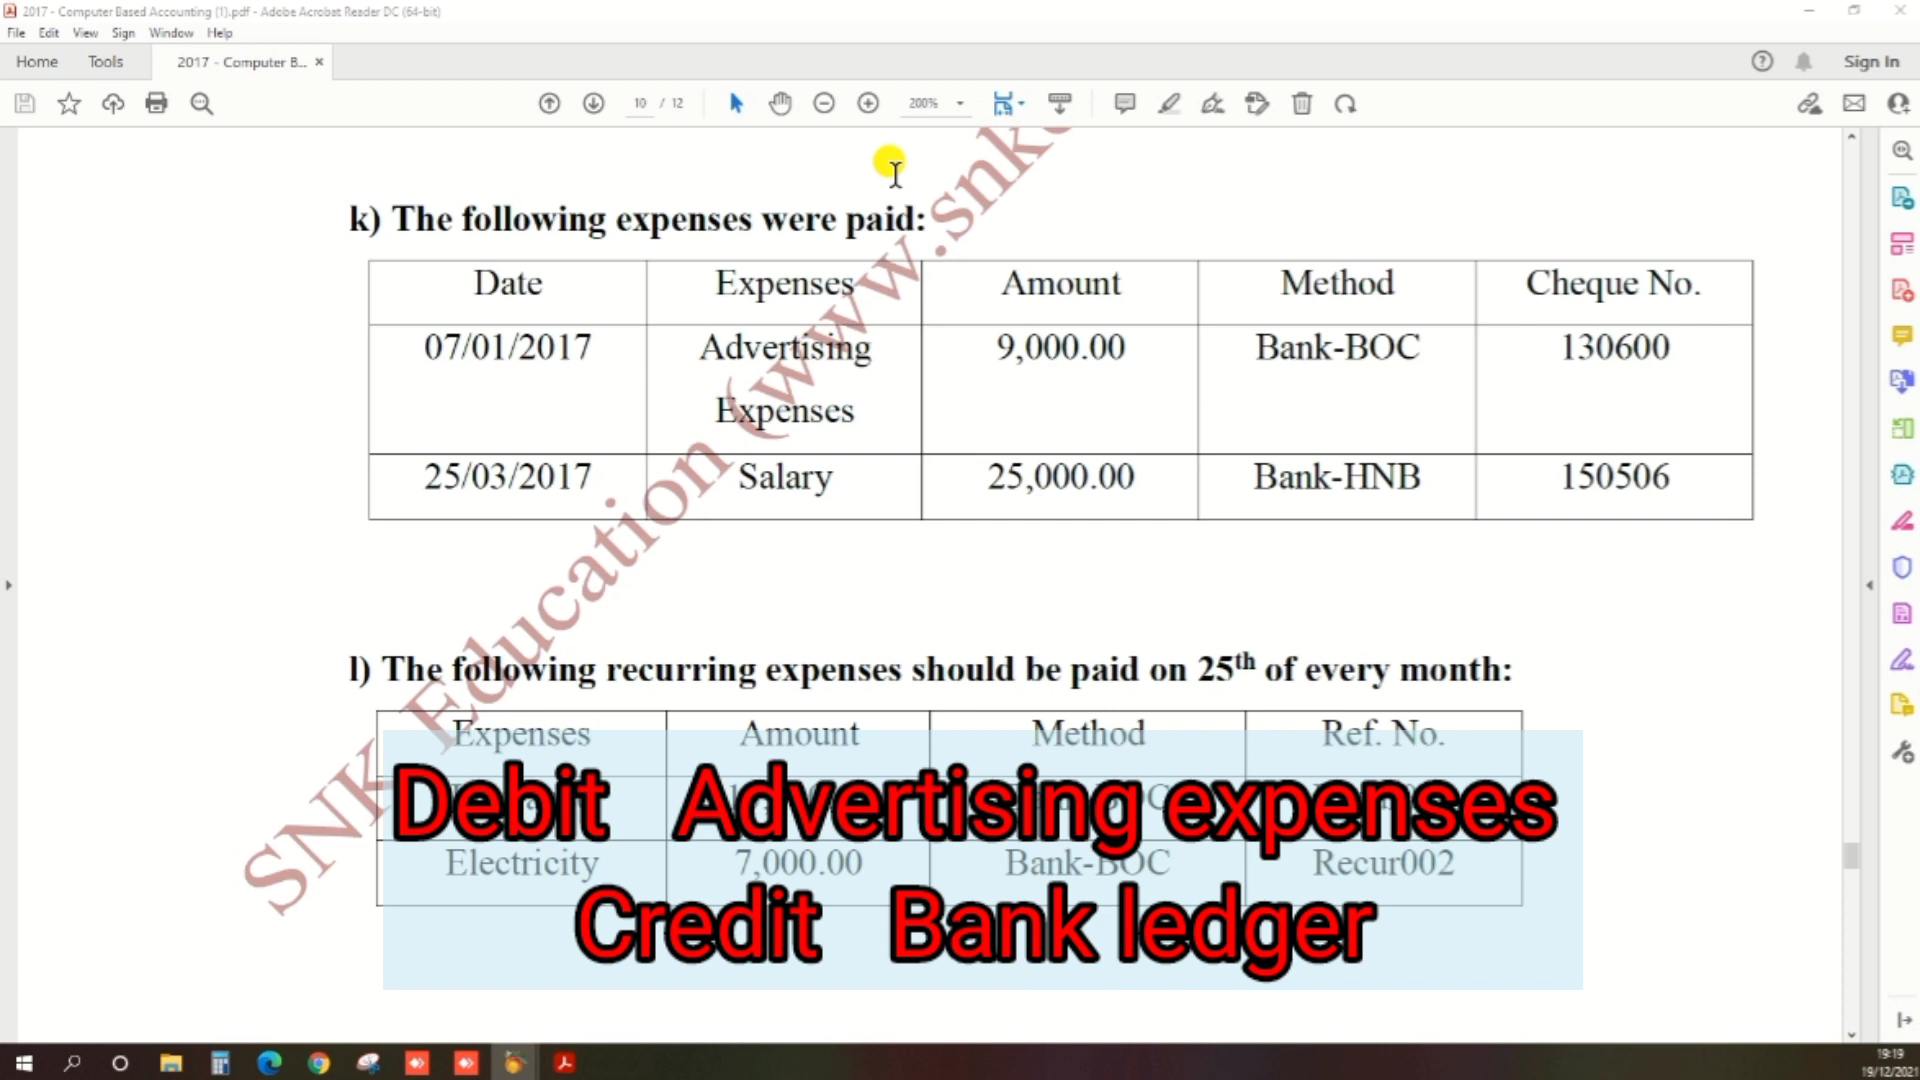 2017 - Computer Based Accounting (1).pdf - Adobe Acrobat Reader DC (64-bit)
File Edit View Sign Window Help
Home Tools 2017 - Computer B... × Sign In
10 / 12 200%
k) The following expenses were paid:
Date Expenses Amount Method Cheque No.
07/01/2017 Advertising 9,000.00 Bank-BOC 130600
Expenses
25/03/2017 Salary 25,000.00 Bank-HNB 150506
SNK Education (www.snk
l) The following recurring expenses should be paid on 25th of every month:
Expenses Amount Method Ref. No.
Debit Advertising expenses
Electricity 7,000.00 Bank-BOC Recur002
Credit Bank ledger
19:19
19/12/2021